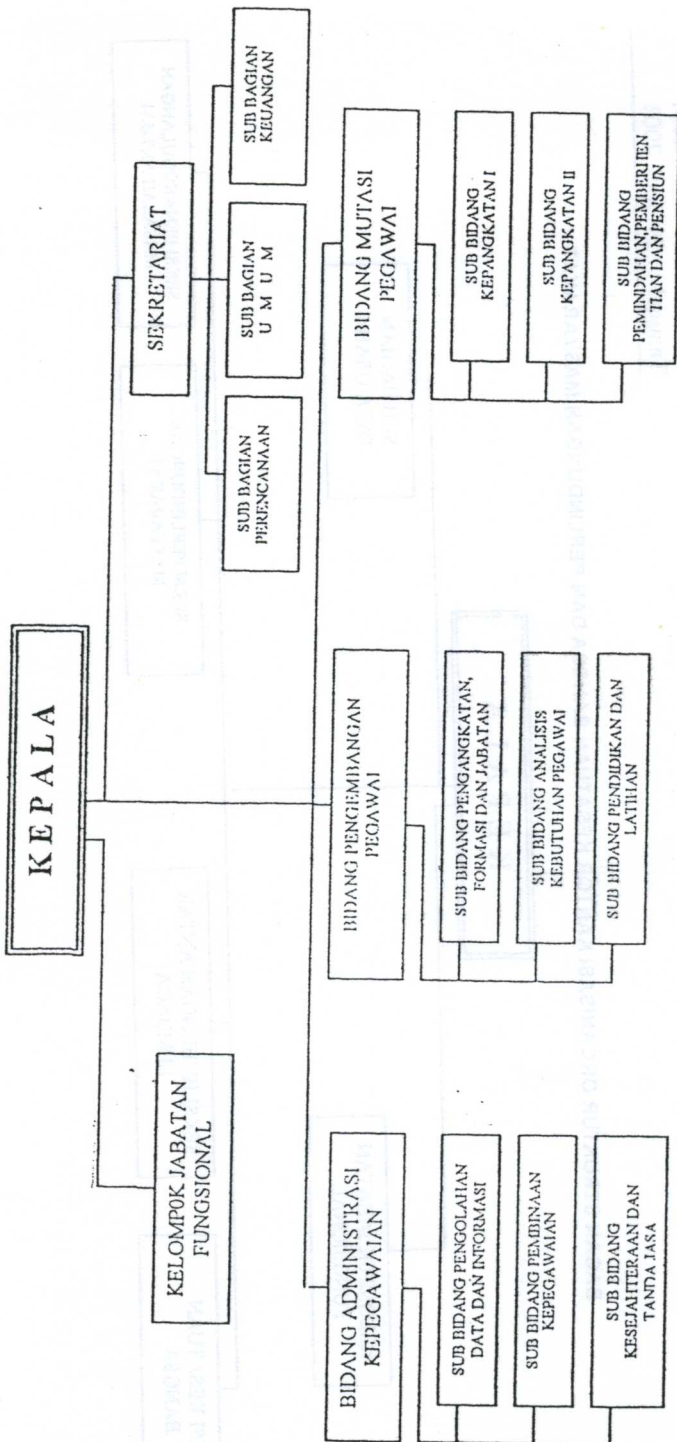 KEPALA
KELOMPOK JABATAN
FUNGSIONAL
SEKRETARIAT
SUB BAGIAN
PERENCANAAN
SUB BAGIAN
U M U M
SUB BAGIAN
KEUANGAN
BIDANG ADMINISTRASI
KEPEGAWAIAN
SUB BIDANG PENGOLAHAN
DATA DAN INFORMASI
SUB BIDANG PEMBINAAN
KEPEGAWAIAN
SUB BIDANG
KESEJAHTERAAN DAN
TANDA JASA
BIDANG PENGEMBANGAN
PEGAWAI
SUB BIDANG PENGANGKATAN,
FORMASI DAN JABATAN
SUB BIDANG ANALISIS
KEBUTUHAN PEGAWAI
SUB BIDANG PENDIDIKAN DAN
LATIHAN
BIDANG MUTASI
PEGAWAI
SUB BIDANG
KEPANGKATAN I
SUB BIDANG
KEPANGKATAN II
SUB BIDANG
PEMINDAHAN,PEMBERHEN
TIAN DAN PENSIUN